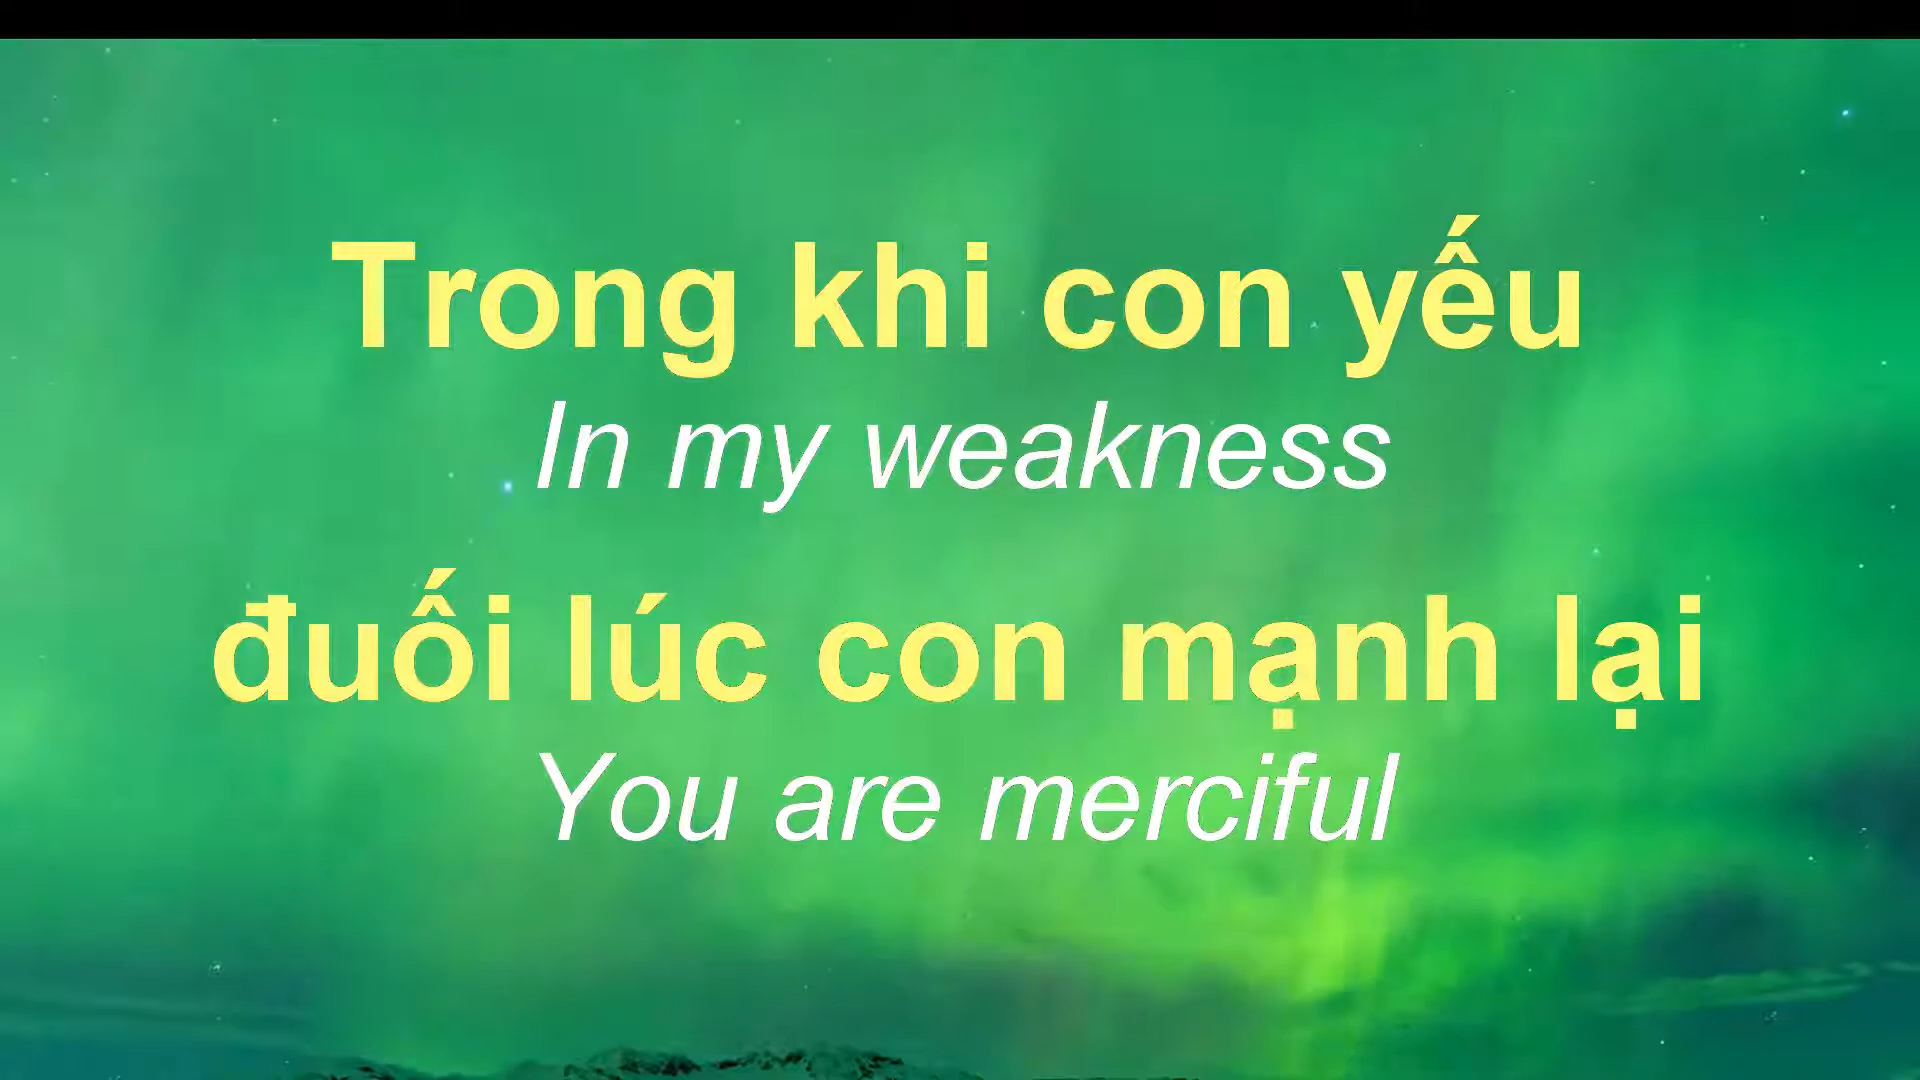 Trong khi con yếu
In my weakness
đuối lúc con mạnh lại
You are merciful